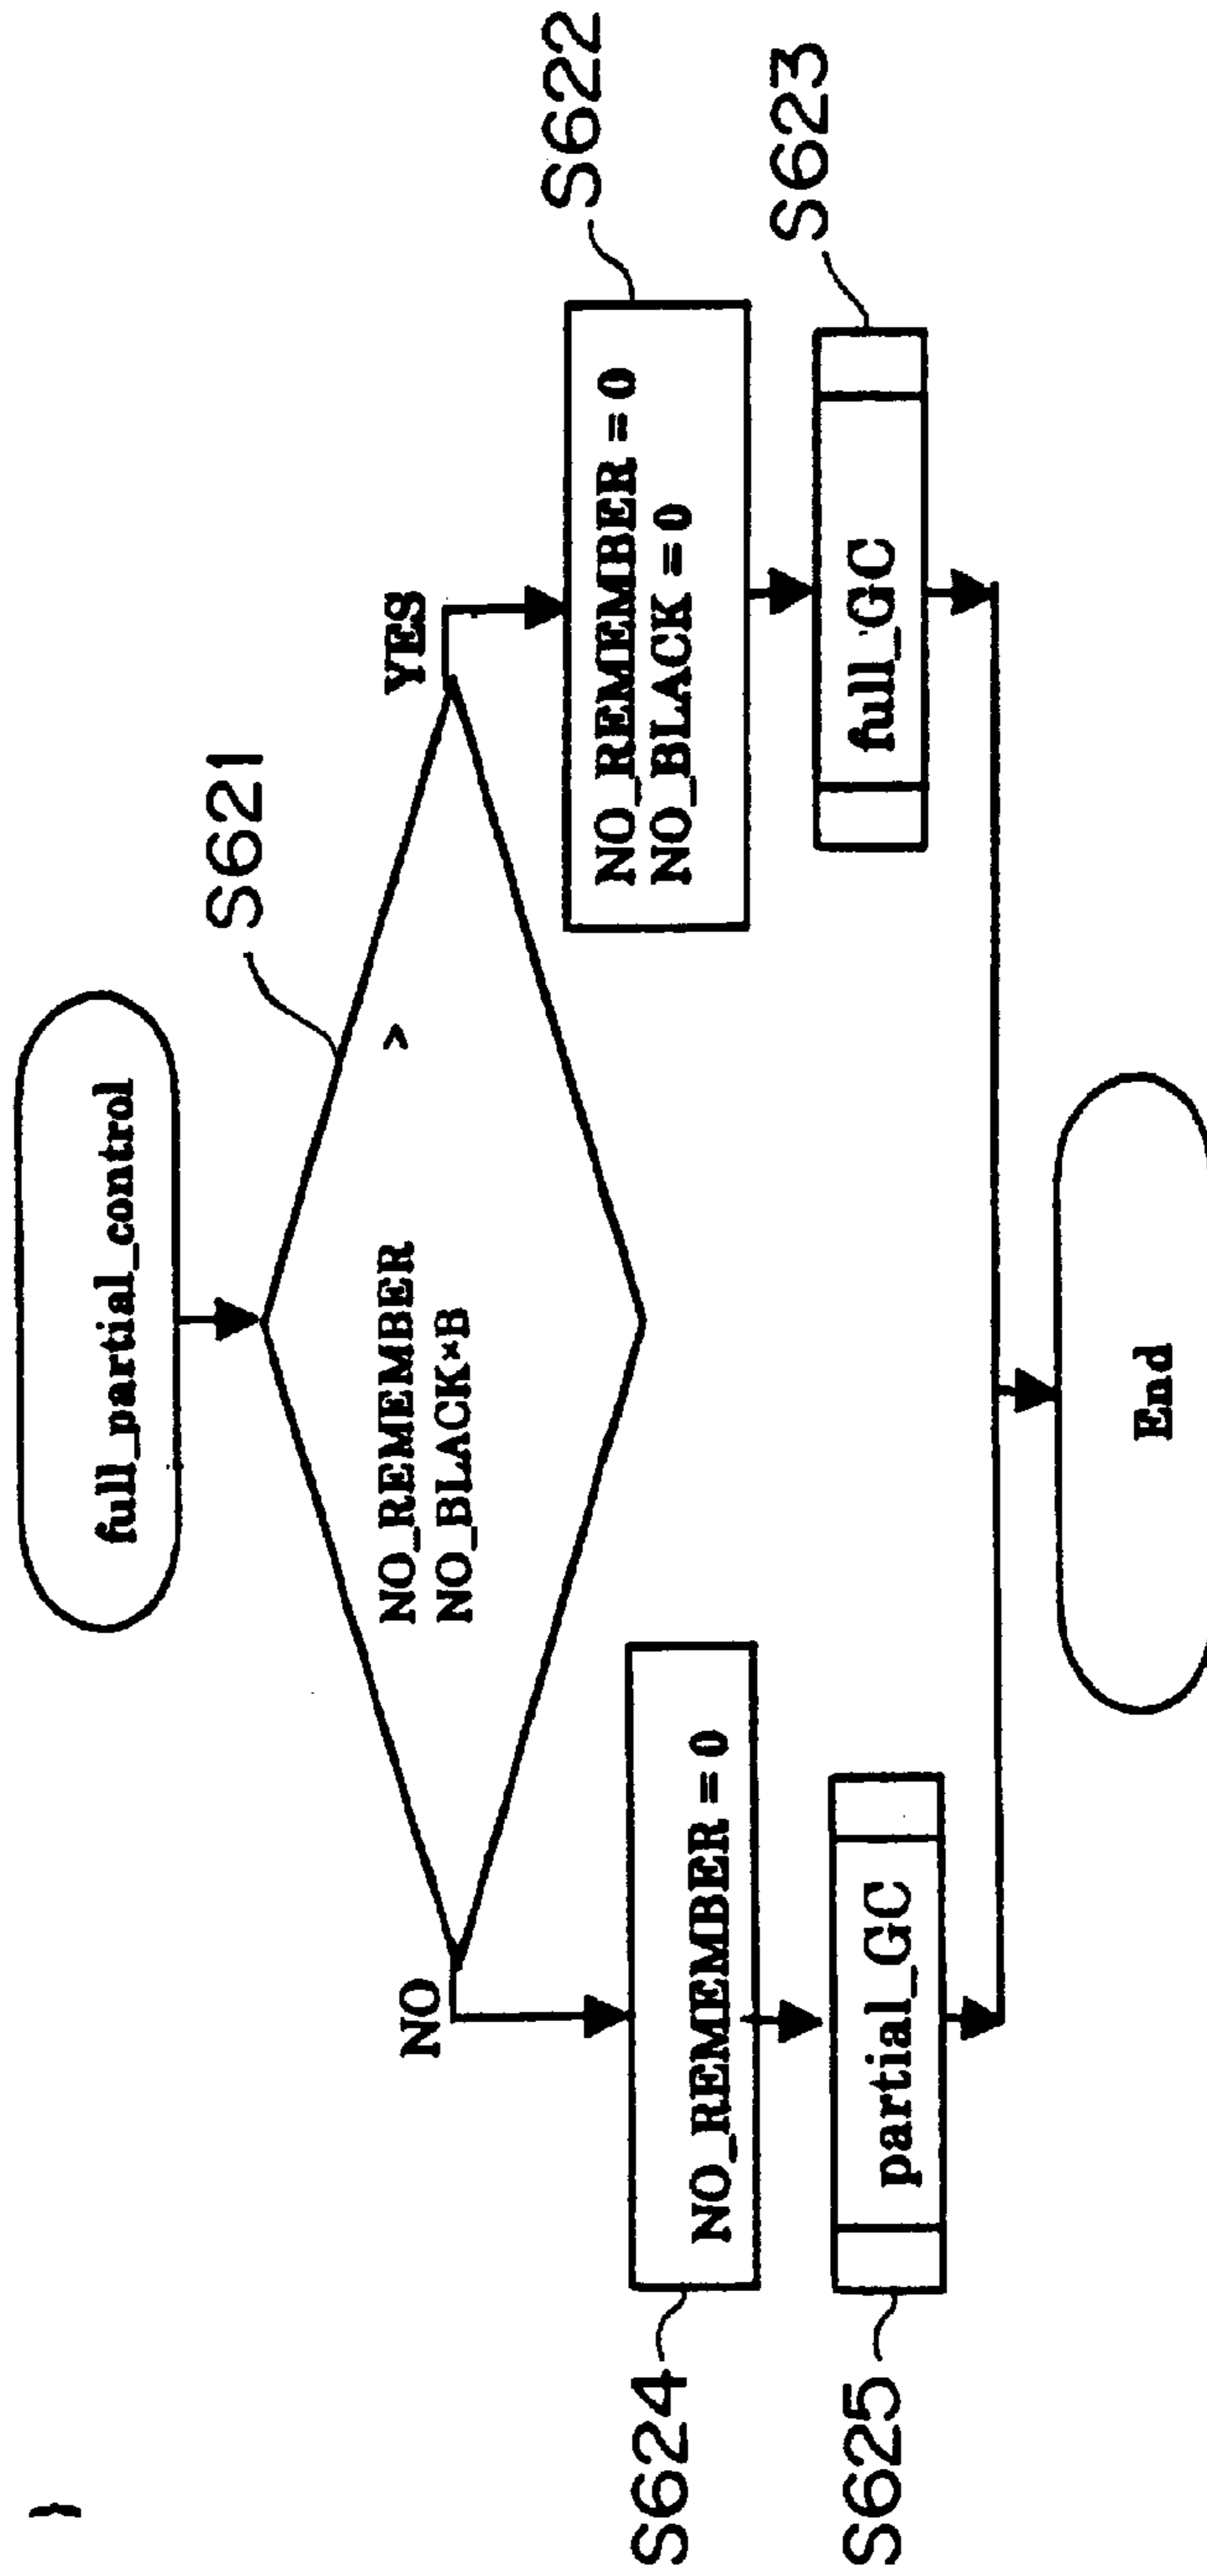 full_partial_control
S621
NO_REMEMBER >
NO_BLACK×B
NO
YES
NO_REMEMBER = 0
NO_BLACK = 0
S622
S624
NO_REMEMBER = 0
full_GC
S623
S625
partial_GC
End